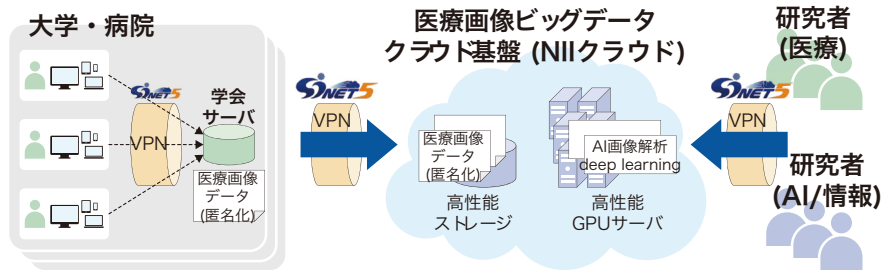 大学・病院
SINET5
VPN
学会
サーバ
医療画像
データ
(匿名化)
SINET5
VPN
医療画像ビッグデータ
クラウド基盤 (NIIクラウド)
医療画像
データ
(匿名化)
高性能
ストレージ
AI画像解析
deep learning
高性能
GPUサーバ
SINET5
VPN
研究者
(医療)
研究者
(AI/情報)